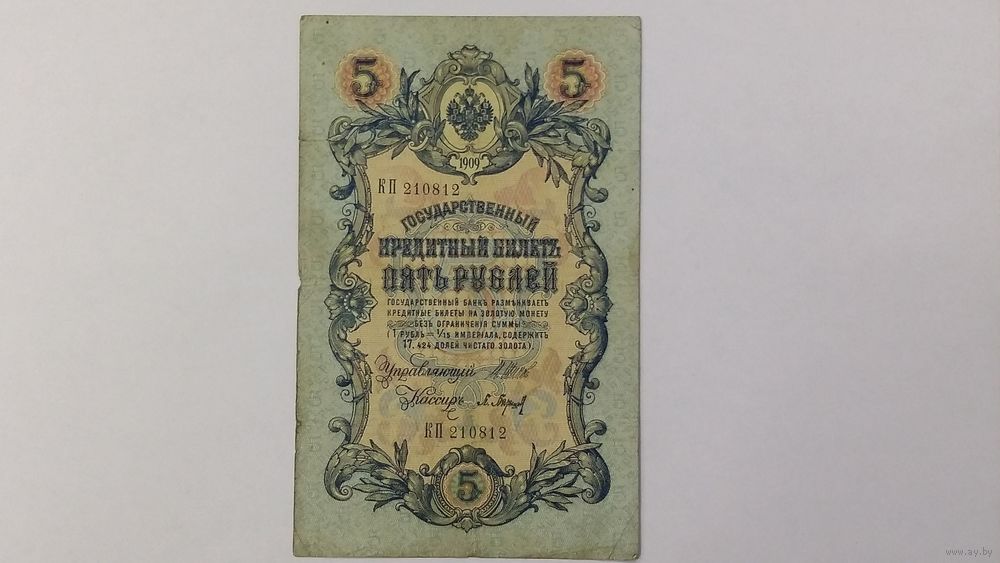 5 5
1909
КП 210812
ГОСУДАРСТВЕННЫЙ
КРЕДИТНЫЙ БИЛЕТЪ
ПЯТЬ РУБЛЕЙ
ГОСУДАРСТВЕННЫЙ БАНКЪ РАЗМѢНИВАЕТЪ
КРЕДИТНЫЕ БИЛЕТЫ НА ЗОЛОТУЮ МОНЕТУ
БЕЗЪ ОГРАНИЧЕНІЯ СУММЫ
(1 РУБЛЬ = 1/15 ИМПЕРІАЛА, СОДЕРЖИТЪ
17,424 ДОЛЕЙ ЧИСТАГО ЗОЛОТА).
Управляющій
Кассиръ
КП 210812
5
www.ay.by